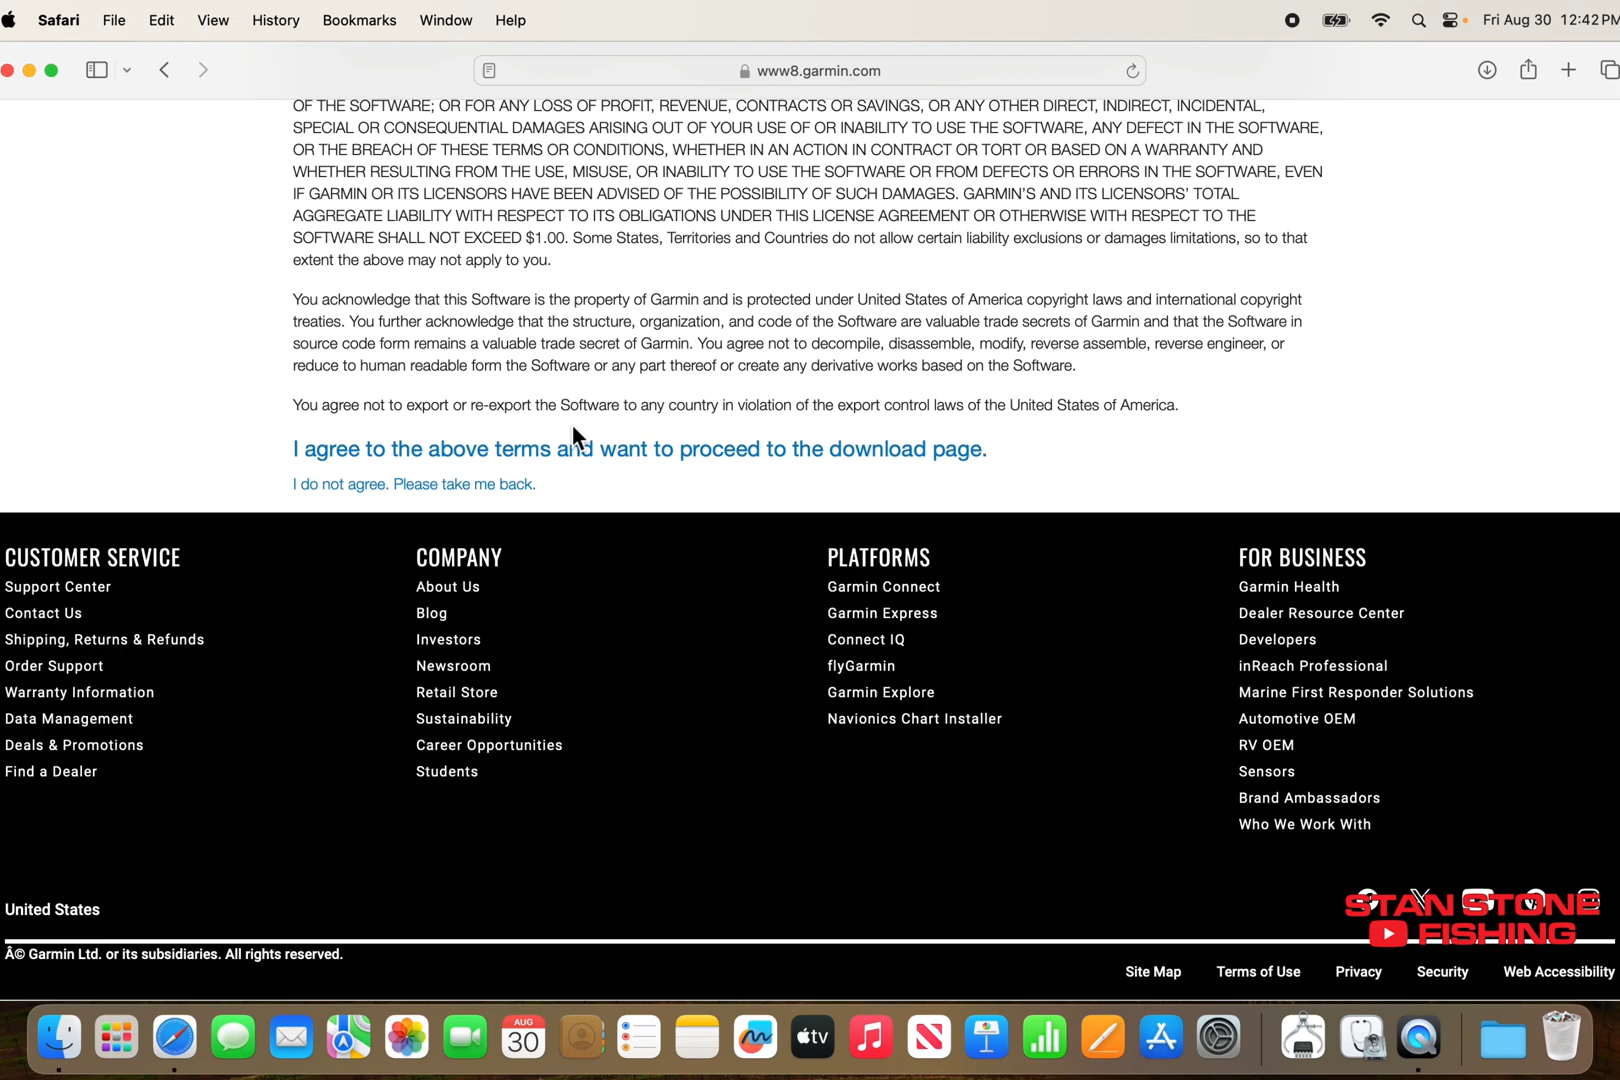 Safari File Edit View History Bookmarks Window Help Fri Aug 30 12:42PM
www8.garmin.com
OF THE SOFTWARE; OR FOR ANY LOSS OF PROFIT, REVENUE, CONTRACTS OR SAVINGS, OR ANY OTHER DIRECT, INDIRECT, INCIDENTAL,
SPECIAL OR CONSEQUENTIAL DAMAGES ARISING OUT OF YOUR USE OF OR INABILITY TO USE THE SOFTWARE, ANY DEFECT IN THE SOFTWARE,
OR THE BREACH OF THESE TERMS OR CONDITIONS, WHETHER IN AN ACTION IN CONTRACT OR TORT OR BASED ON A WARRANTY AND
WHETHER RESULTING FROM THE USE, MISUSE, OR INABILITY TO USE THE SOFTWARE OR FROM DEFECTS OR ERRORS IN THE SOFTWARE, EVEN
IF GARMIN OR ITS LICENSORS HAVE BEEN ADVISED OF THE POSSIBILITY OF SUCH DAMAGES. GARMIN'S AND ITS LICENSORS' TOTAL
AGGREGATE LIABILITY WITH RESPECT TO ITS OBLIGATIONS UNDER THIS LICENSE AGREEMENT OR OTHERWISE WITH RESPECT TO THE
SOFTWARE SHALL NOT EXCEED $1.00. Some States, Territories and Countries do not allow certain liability exclusions or damages limitations, so to that
extent the above may not apply to you.
You acknowledge that this Software is the property of Garmin and is protected under United States of America copyright laws and international copyright
treaties. You further acknowledge that the structure, organization, and code of the Software are valuable trade secrets of Garmin and that the Software in
source code form remains a valuable trade secret of Garmin. You agree not to decompile, disassemble, modify, reverse assemble, reverse engineer, or
reduce to human readable form the Software or any part thereof or create any derivative works based on the Software.
You agree not to export or re-export the Software to any country in violation of the export control laws of the United States of America.
I agree to the above terms and want to proceed to the download page.
I do not agree. Please take me back.
CUSTOMER SERVICE
Support Center
Contact Us
Shipping, Returns & Refunds
Order Support
Warranty Information
Data Management
Deals & Promotions
Find a Dealer
COMPANY
About Us
Blog
Investors
Newsroom
Retail Store
Sustainability
Career Opportunities
Students
PLATFORMS
Garmin Connect
Garmin Express
Connect IQ
flyGarmin
Garmin Explore
Navionics Chart Installer
FOR BUSINESS
Garmin Health
Dealer Resource Center
Developers
inReach Professional
Marine First Responder Solutions
Automotive OEM
RV OEM
Sensors
Brand Ambassadors
Who We Work With
United States
STAN STONE
FISHING
Â© Garmin Ltd. or its subsidiaries. All rights reserved.
Site Map Terms of Use Privacy Security Web Accessibility
AUG
30
tv